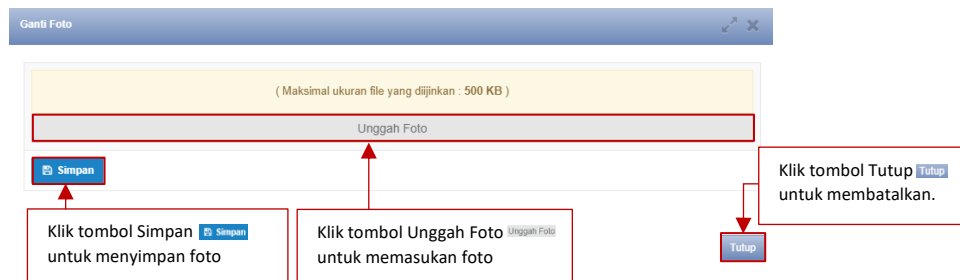 Ganti Foto
( Maksimal ukuran file yang diijinkan : 500 KB )
Unggah Foto
Simpan
Klik tombol Tutup Tutup
untuk membatalkan.
Klik tombol Simpan Simpan
untuk menyimpan foto
Klik tombol Unggah Foto Unggah Foto
untuk memasukan foto
Tutup